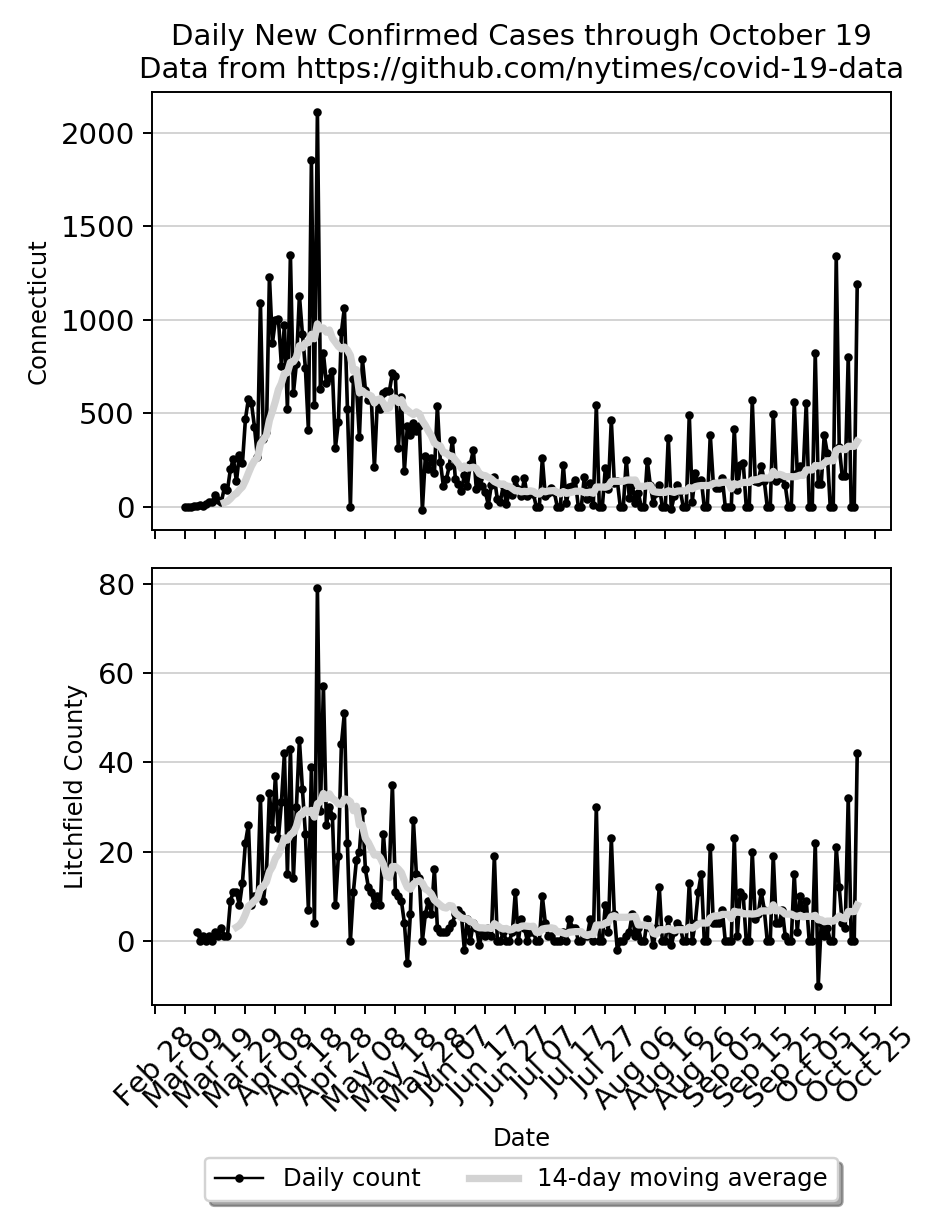 Daily New Confirmed Cases through October 19
Data from https://github.com/nytimes/covid-19-data
2000
1500
1000
500
0
Connecticut
80
60
40
20
0
Litchfield County
Feb 28
Mar 09
Mar 19
Mar 29
Apr 08
Apr 18
Apr 28
May 08
May 18
May 28
Jun 07
Jun 17
Jun 27
Jul 07
Jul 17
Jul 27
Aug 06
Aug 16
Aug 26
Sep 05
Sep 15
Sep 25
Oct 05
Oct 15
Oct 25
Date
Daily count
14-day moving average